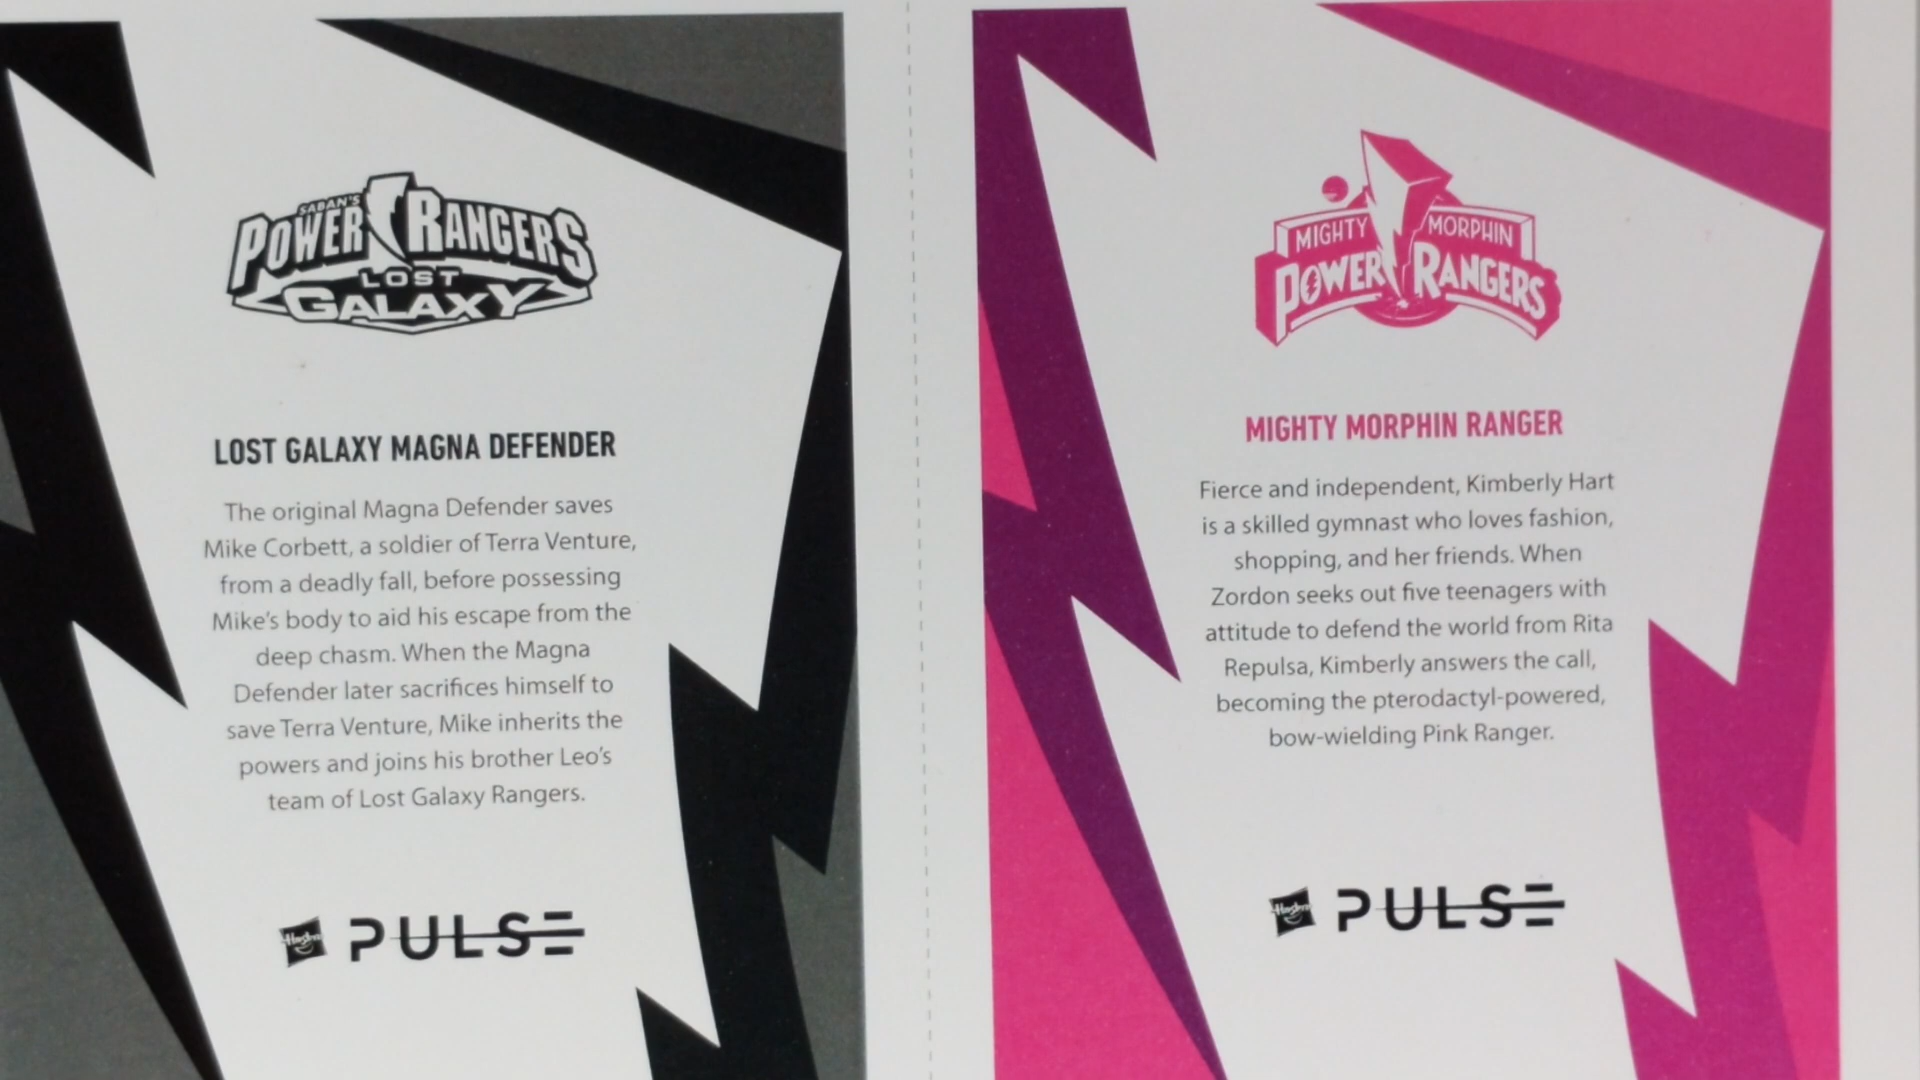 SABAN'S
POWER RANGERS
LOST
GALAXY
LOST GALAXY MAGNA DEFENDER
The original Magna Defender saves
Mike Corbett, a soldier of Terra Venture,
from a deadly fall, before possessing
Mike's body to aid his escape from the
deep chasm. When the Magna
Defender later sacrifices himself to
save Terra Venture, Mike inherits the
powers and joins his brother Leo's
team of Lost Galaxy Rangers.
Hasbro PULSE
MIGHTY MORPHIN
POWER RANGERS
MIGHTY MORPHIN RANGER
Fierce and independent, Kimberly Hart
is a skilled gymnast who loves fashion,
shopping, and her friends. When
Zordon seeks out five teenagers with
attitude to defend the world from Rita
Repulsa, Kimberly answers the call,
becoming the pterodactyl-powered,
bow-wielding Pink Ranger.
Hasbro PULSE